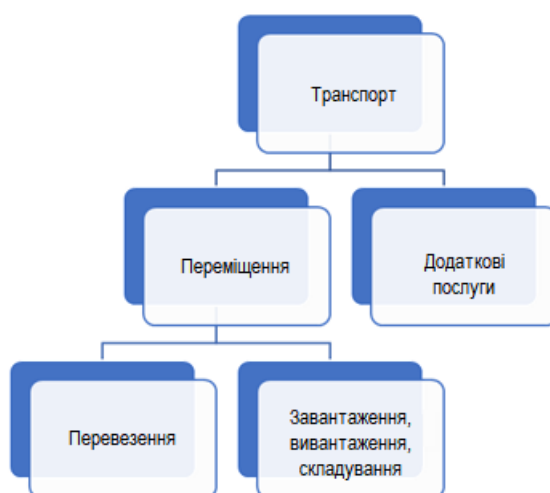 Транспорт
Переміщення
Додаткові
послуги
Перевезення
Завантаження,
вивантаження,
складування